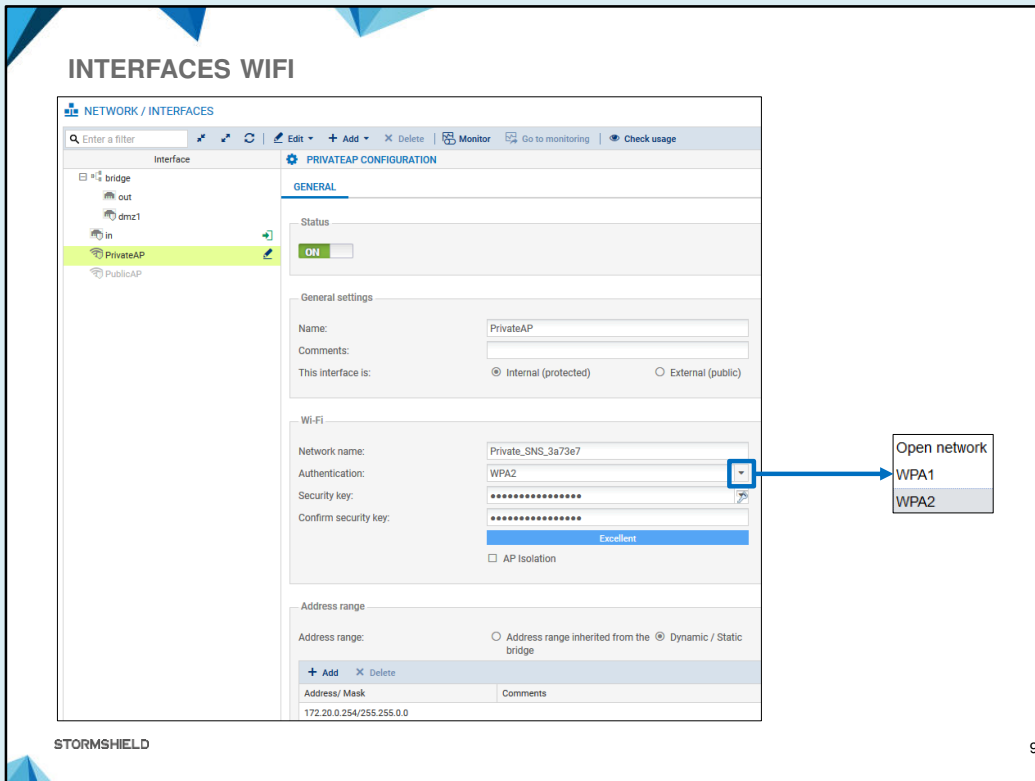 INTERFACES WIFI
NETWORK / INTERFACES
Enter a filter Edit + Add × Delete Monitor Go to monitoring Check usage
Interface PRIVATEAP CONFIGURATION
bridge
GENERAL
out
dmz1
Status
in
ON
PrivateAP
PublicAP
General settings
Name: PrivateAP
Comments:
This interface is: Internal (protected) External (public)
Wi-Fi
Network name: Private_SNS_3a73e7
Authentication: WPA2
Security key: ••••••••••••••••
Confirm security key: ••••••••••••••••
Excellent
AP Isolation
Open network
WPA1
WPA2
Address range
Address range: Address range inherited from the bridge Dynamic / Static
+ Add × Delete
Address/ Mask Comments
172.20.0.254/255.255.0.0
STORMSHIELD
9